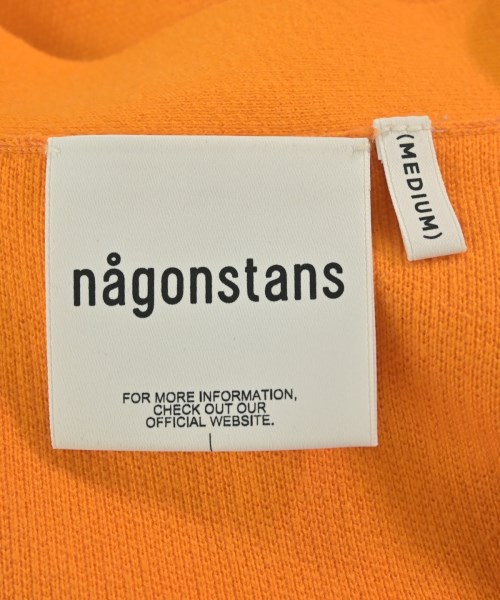 någonstans
FOR MORE INFORMATION,
CHECK OUT OUR
OFFICIAL WEBSITE.
(MEDIUM)